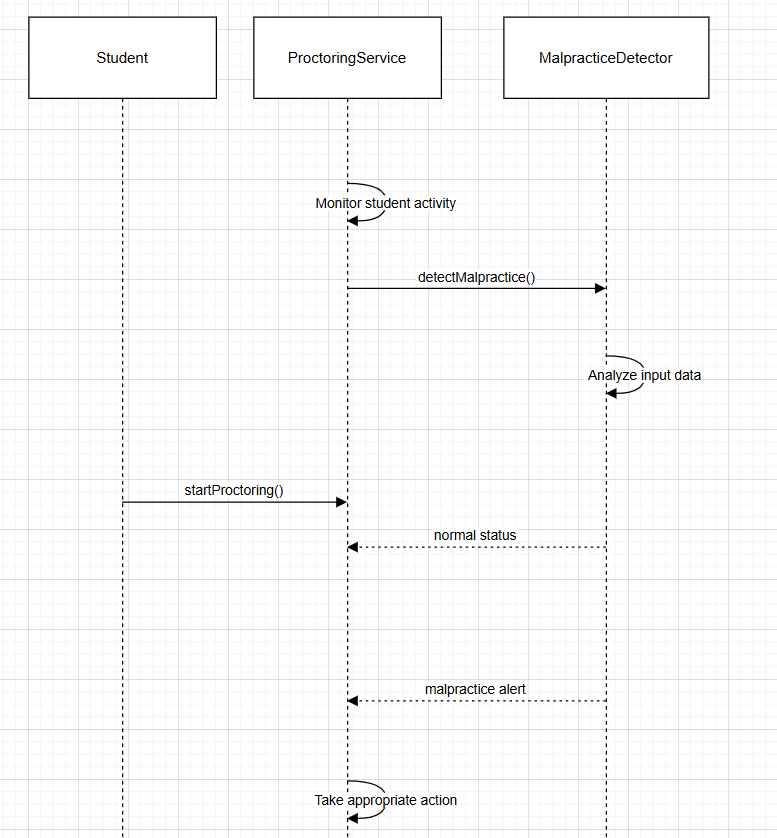 Student
ProctoringService
MalpracticeDetector
Monitor student activity
detectMalpractice()
Analyze input data
startProctoring()
normal status
malpractice alert
Take appropriate action